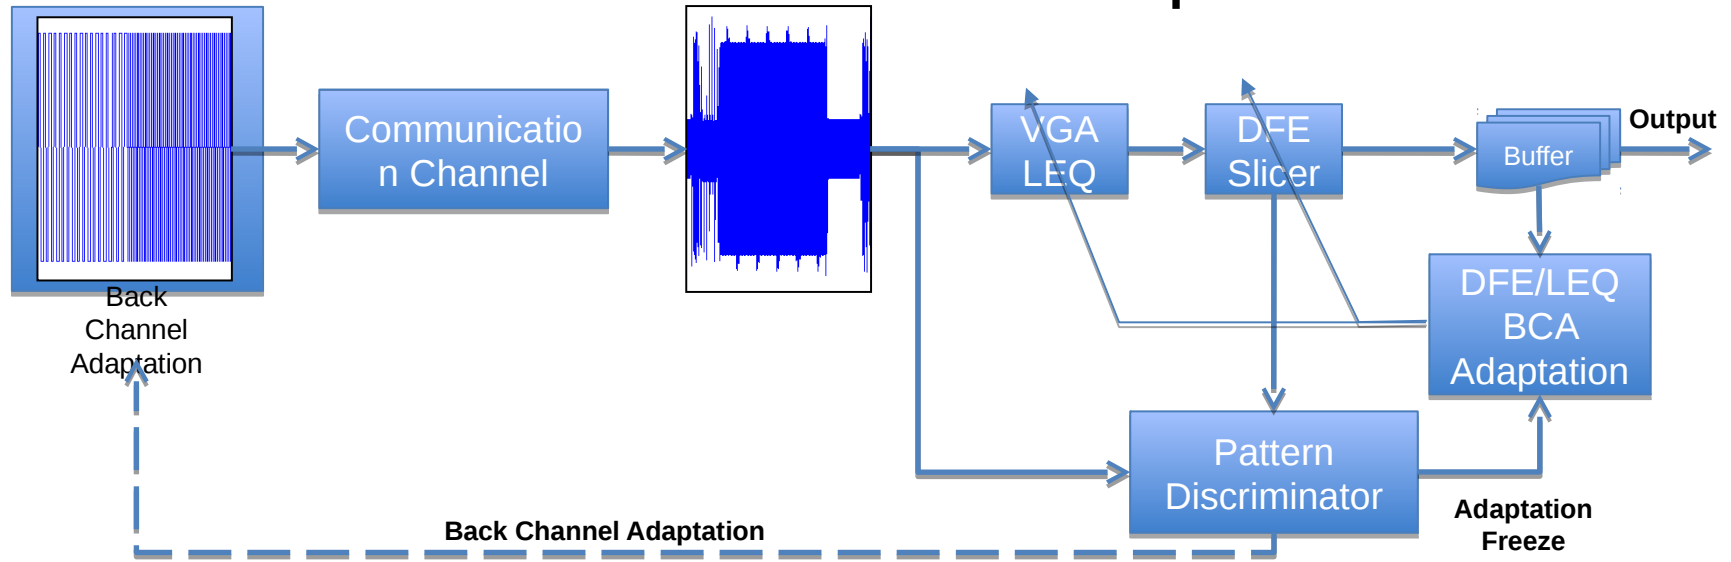 Communicatio
n Channel
VGA
LEQ
DFE
Slicer
Buffer
Output
Back
Channel
Adaptation
DFE/LEQ
BCA
Adaptation
Pattern
Discriminator
Adaptation
Freeze
Back Channel Adaptation